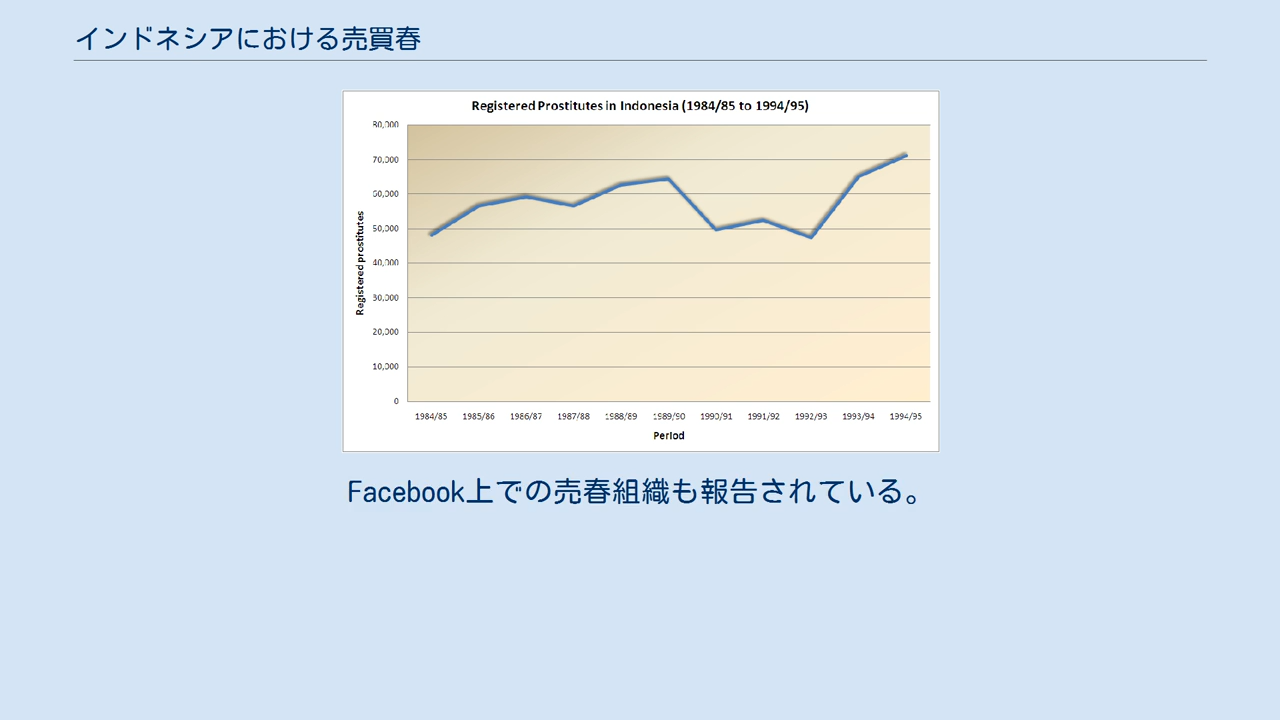 インドネシアにおける売買春
Registered Prostitutes in Indonesia (1984/85 to 1994/95)
80,000
70,000
60,000
50,000
40,000
30,000
20,000
10,000
0
Registered prostitutes
1984/85 1985/86 1986/87 1987/88 1988/89 1989/90 1990/91 1991/92 1992/93 1993/94 1994/95
Period
Facebook上での売春組織も報告されている。